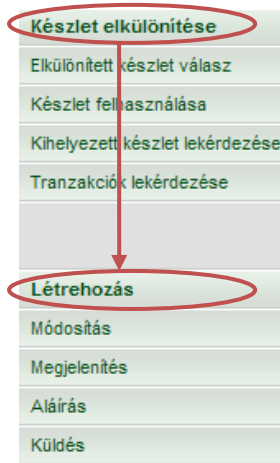 Készlet elkülönítése
Elkülönített készlet válasz
Készlet felhasználása
Kihelyezett készlet lekérdezése
Tranzakciók lekérdezése
Létrehozás
Módosítás
Megjelenítés
Aláírás
Küldés